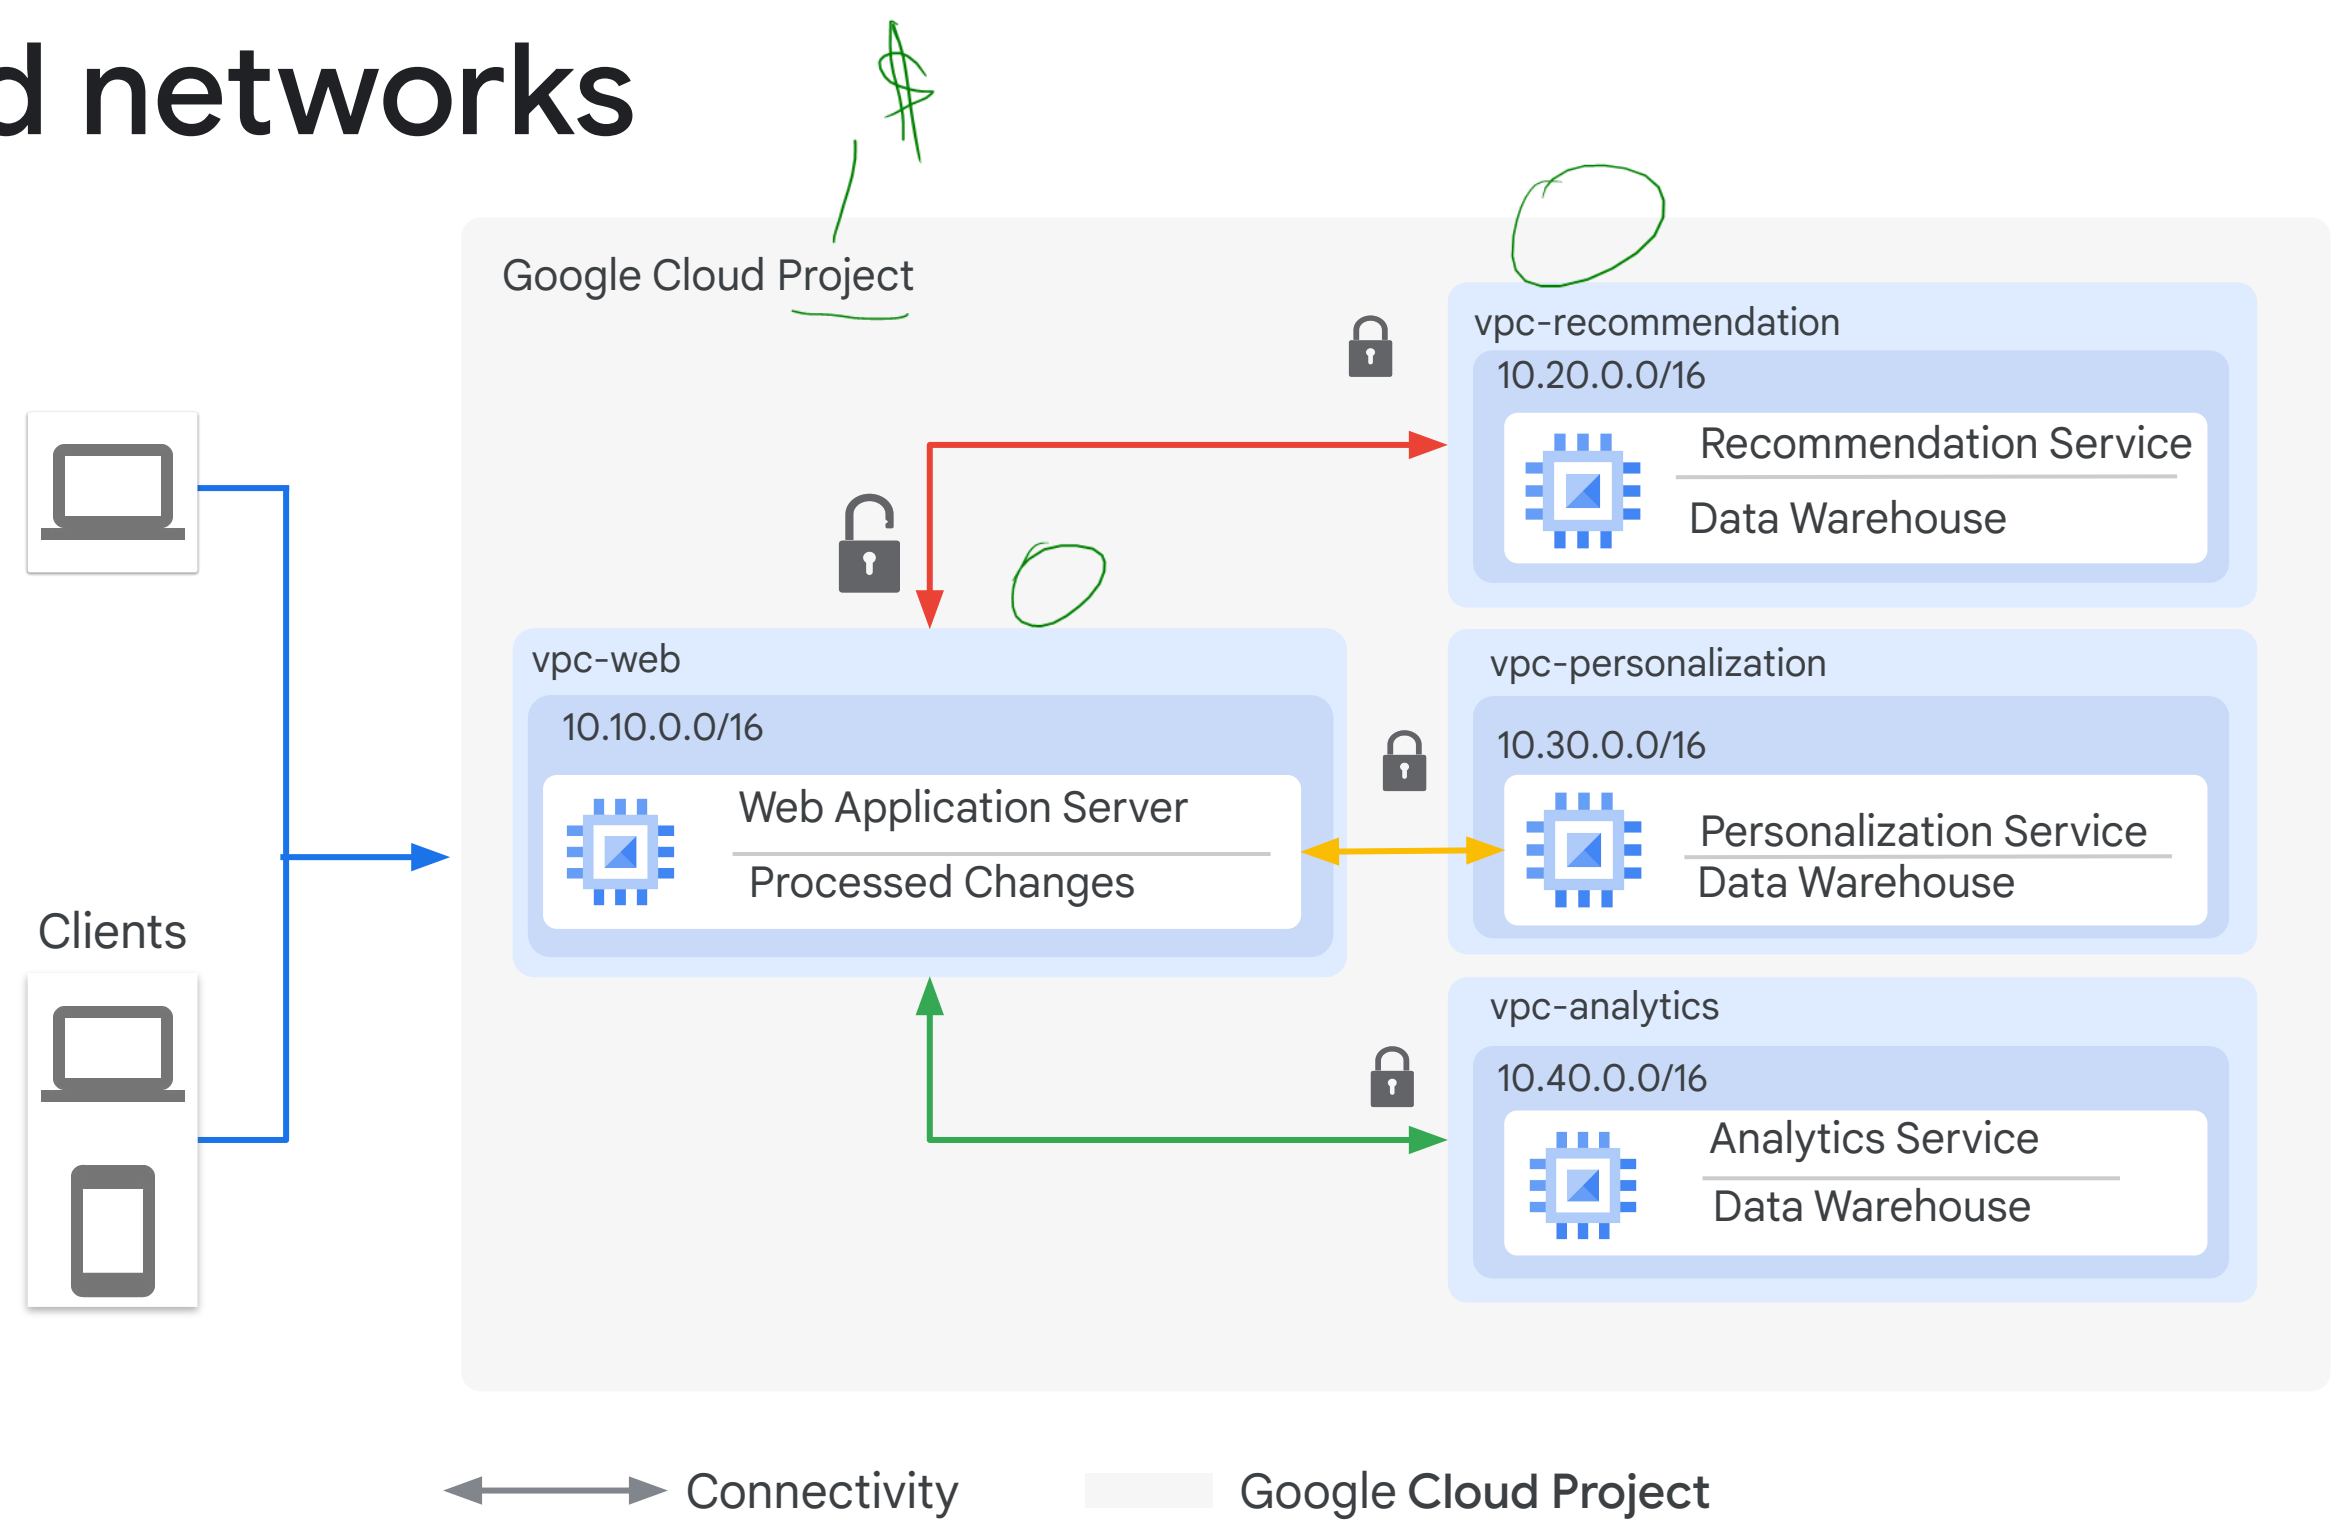 d networks
$
Google Cloud Project
vpc-recommendation
10.20.0.0/16
Recommendation Service
Data Warehouse
vpc-web
10.10.0.0/16
Web Application Server
Processed Changes
vpc-personalization
10.30.0.0/16
Personalization Service
Data Warehouse
Clients
vpc-analytics
10.40.0.0/16
Analytics Service
Data Warehouse
Connectivity
Google Cloud Project